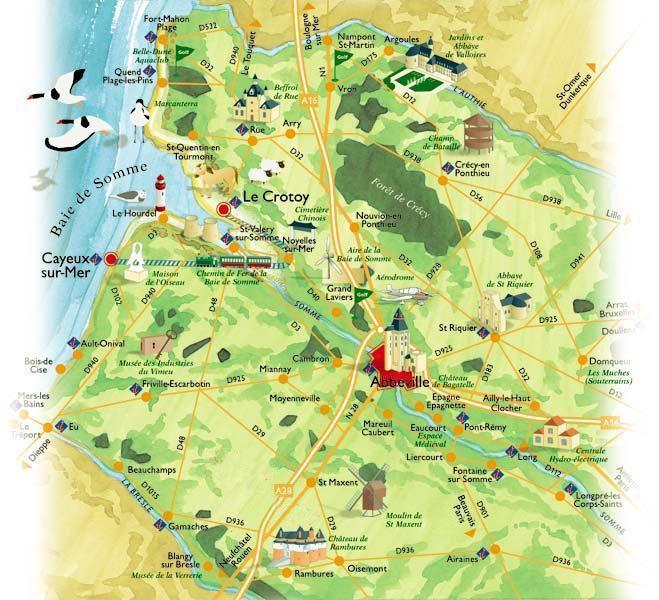 Fort-Mahon
Plage
D532
Belle-Dune
Aquaclub
Golf
D32
D940
Le Touquet
Boulogne
sur Mer
Nampont
St-Martin
Argoules
Jardins et
Abbaye
de Valloires
Golf
D175
N1
Quend
Plage-les-Pins
Marcanterra
Beffroi
de Rue
A16
Vron
D12
L'AUTHIE
St-Omer
Dunkerque
Rue
Arry
St-Quentin-en
Tourmont
D32
D938
Champ
de Bataille
Crécy-en
Ponthieu
D56
D938
Baie de Somme
Forêt de Crécy
Le Hourdel
Le Crotoy
Cimetière
Chinois
Nouvion-en
Ponthieu
Lille
D3
St-Valery
sur-Somme
Noyelles
sur-Mer
Cayeux
sur-Mer
D108
D941
Aire de la
Baie de Somme
D32
D928
Maison
de l'Oiseau
Chemin de Fer de la
Baie de Somme
Aérodrome
Abbaye
de St Riquier
D102
D940
D48
Grand
Laviers
Golf
D40
SOMME
D3
Arras
Bruxelles
Doullens
St Riquier
D925
D925
Ault-Onival
Bois-de
Cise
D940
Musée des Industries
du Vimeu
Cambron
Domqueur
Les Muches
(Souterrains)
Miannay
D925
Abbeville
Château
de Bagatelle
D183
D32
Mers-les
Bains
Friville-Escarbotin
Moyenneville
N 28
Epagne
Epagnette
Ailly-le-Haut
Clocher
A16
Le
Tréport
Eu
Dieppe
Mareuil
Caubert
Eaucourt
Espace
Médiéval
Pont-Rémy
Centrale
Hydro-électrique
D48
D29
Liercourt
Long
Beauchamps
Fontaine
sur Somme
D112
Longpré-les
Corps-Saints
SOMME
LA BRESLE
D1015
A28
St Maxent
Moulin de
St Maxent
Beauvais
Paris
D901
Gamaches
D936
Neufchâtel
Rouen
D29
Château de
Rambures
D936
Airaines
D936
Blangy
sur Bresle
Musée de la Verrerie
Rambures
Oisemont